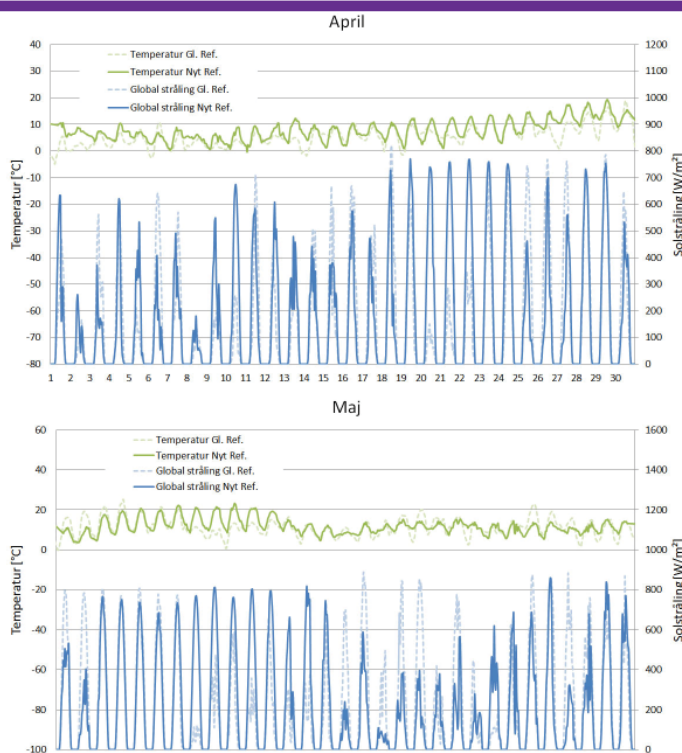 April
40
30
20
10
0
-10
-20
-30
-40
-50
-60
-70
-80
Temperatur [°C]
Temperatur Gl. Ref.
Temperatur Nyt Ref.
Global stråling Gl. Ref.
Global stråling Nyt Ref.
1200
1100
1000
900
800
700
600
500
400
300
200
100
0
Solstråling [W/m²]
1 2 3 4 5 6 7 8 9 10 11 12 13 14 15 16 17 18 19 20 21 22 23 24 25 26 27 28 29 30
Maj
60
40
20
0
-20
-40
-60
-80
-100
Temperatur [°C]
Temperatur Gl. Ref.
Temperatur Nyt Ref.
Global stråling Gl. Ref.
Global stråling Nyt Ref.
1600
1400
1200
1000
800
600
400
200
0
Solstråling [W/m²]